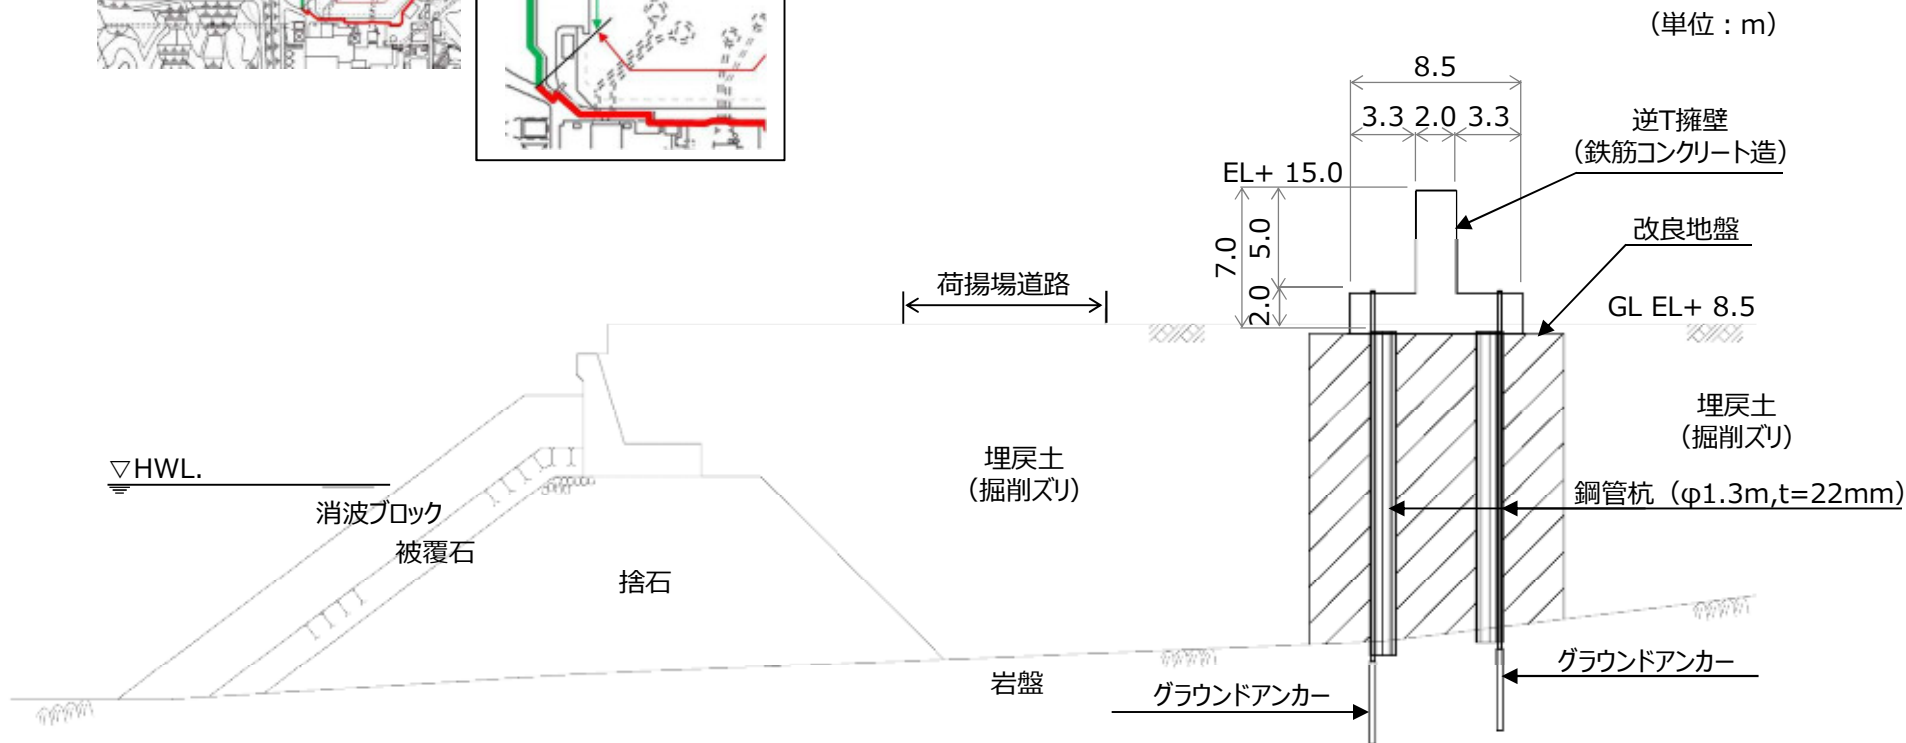 （単位：m）
8.5
3.3 2.0 3.3
逆T擁壁
（鉄筋コンクリート造）
EL+ 15.0
改良地盤
7.0
5.0
2.0
荷揚場道路
GL EL+ 8.5
埋戻土
（掘削ズリ）
埋戻土
（掘削ズリ）
▽HWL.
鋼管杭（φ1.3m,t=22mm）
消波ブロック
被覆石
捨石
グラウンドアンカー
岩盤
グラウンドアンカー